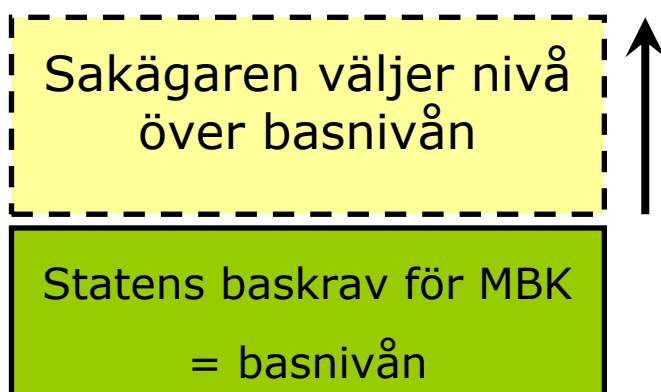 Sakägaren väljer nivå
över basnivån
Statens baskrav för MBK
= basnivån